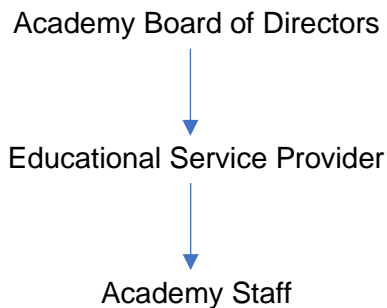 Academy Board of Directors
Educational Service Provider
Academy Staff